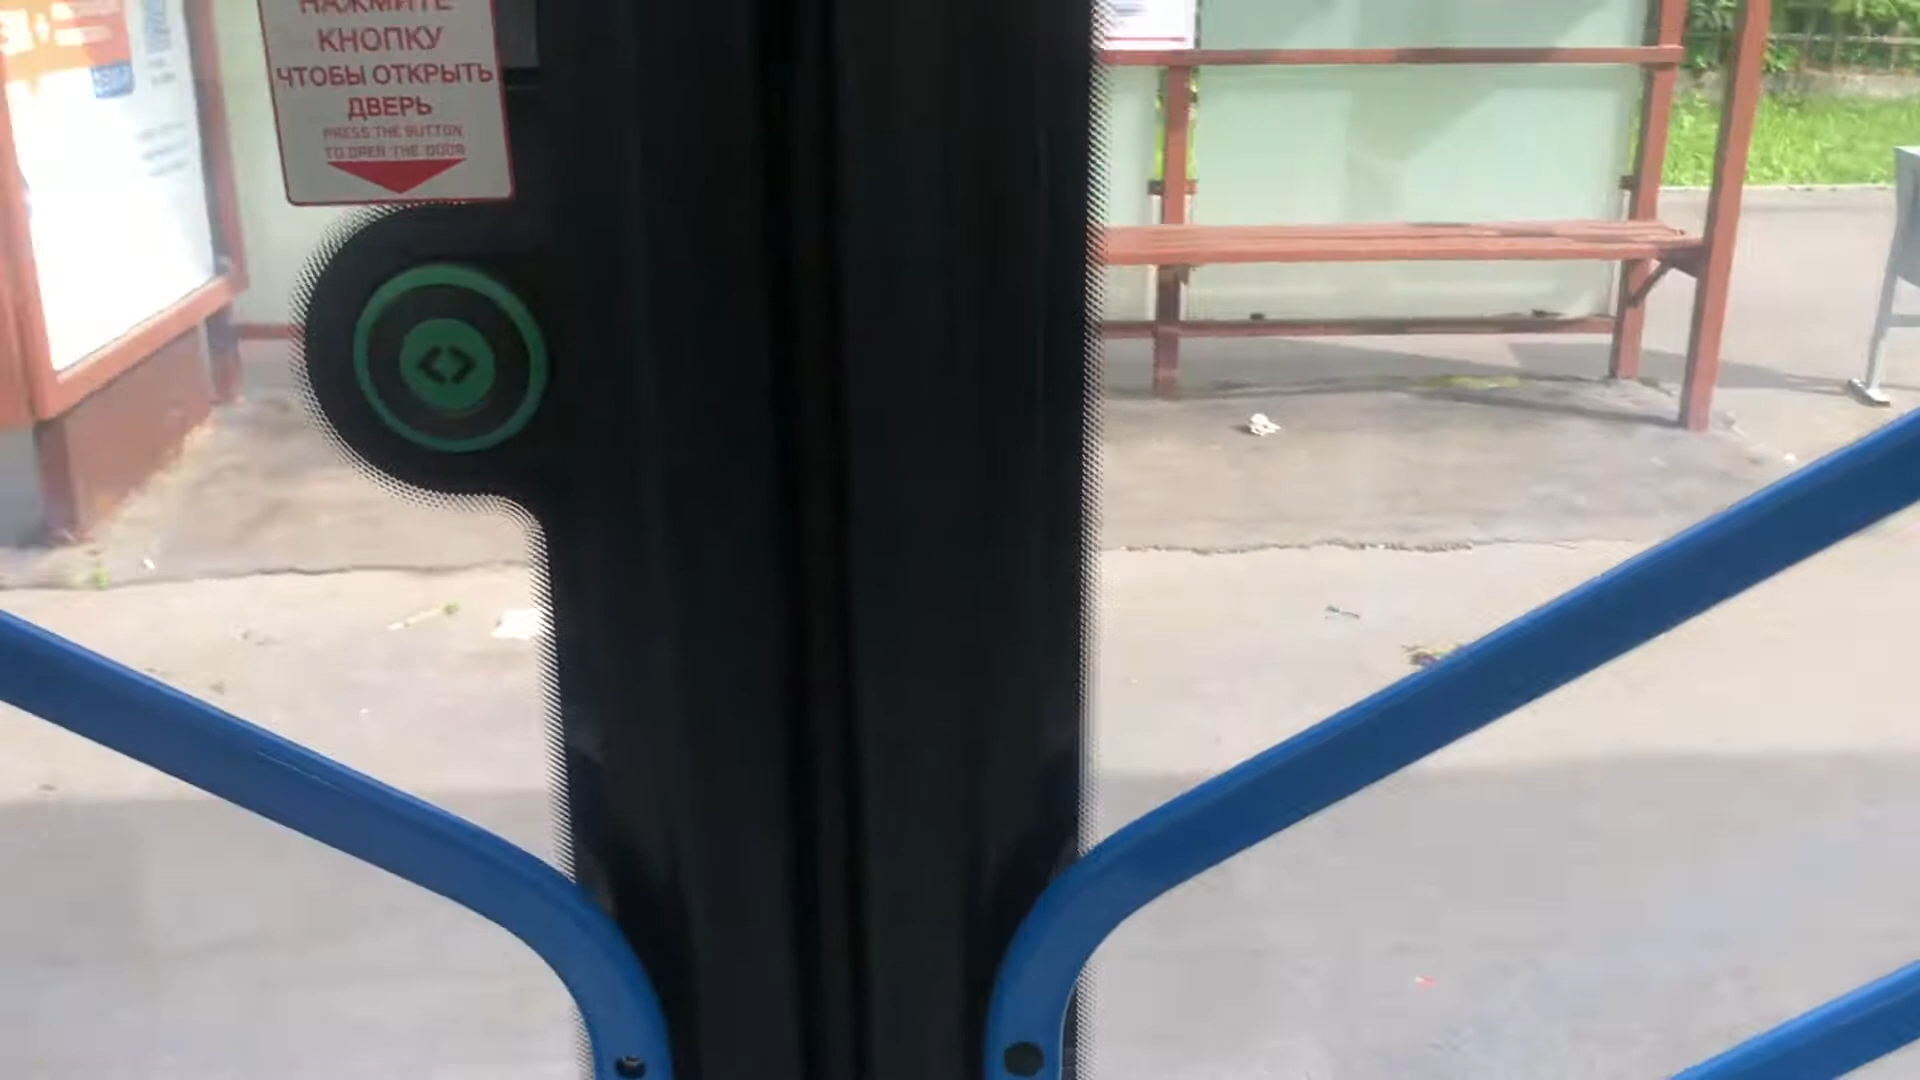 НАЖМИТЕ
КНОПКУ
ЧТОБЫ ОТКРЫТЬ
ДВЕРЬ
PRESS THE BUTTON
TO OPEN THE DOOR